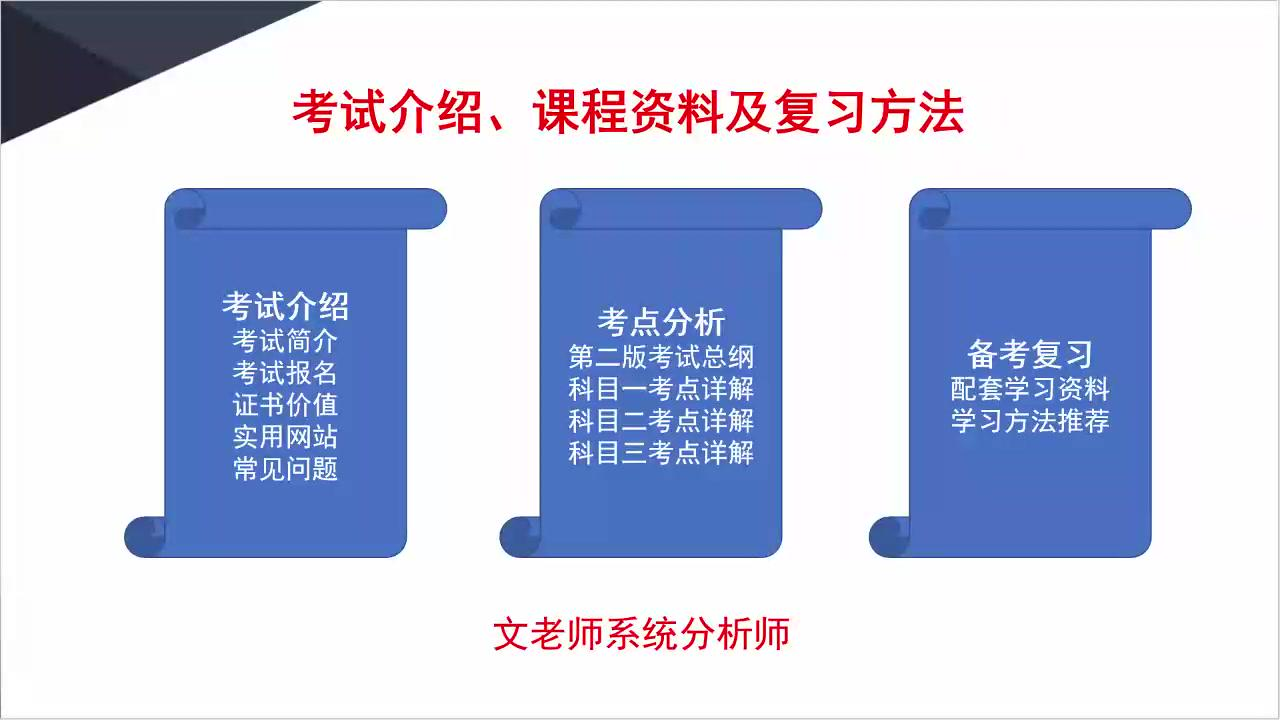 考试介绍、课程资料及复习方法
考试介绍
考试简介
考试报名
证书价值
实用网站
常见问题
考点分析
第二版考试总纲
科目一考点详解
科目二考点详解
科目三考点详解
备考复习
配套学习资料
学习方法推荐
文老师系统分析师